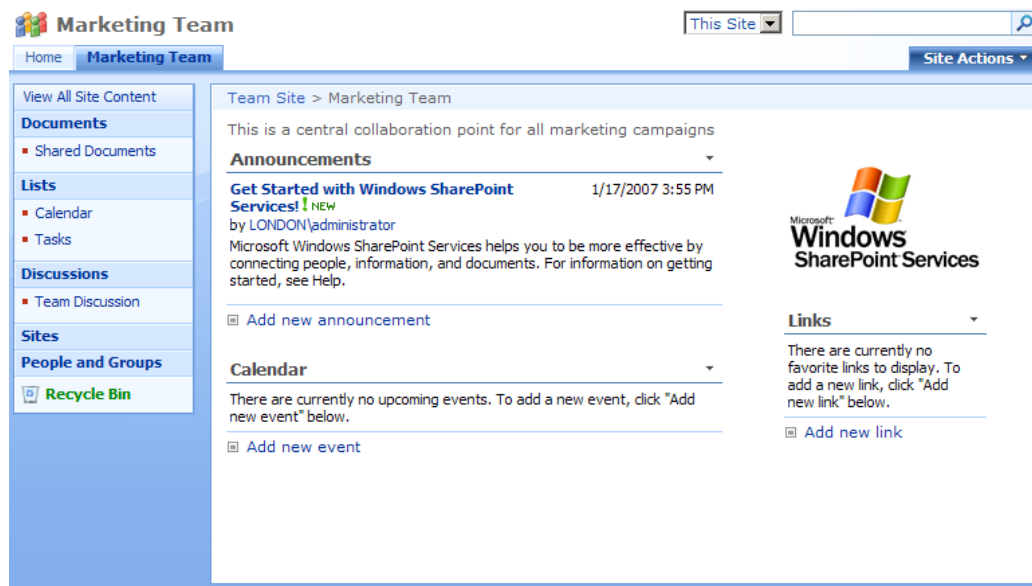 Marketing Team
This Site
Home
Marketing Team
Site Actions
View All Site Content
Documents
Shared Documents
Lists
Calendar
Tasks
Discussions
Team Discussion
Sites
People and Groups
Recycle Bin
Team Site > Marketing Team
This is a central collaboration point for all marketing campaigns
Announcements
Get Started with Windows SharePoint 1/17/2007 3:55 PM
Services! ! NEW
by LONDON\administrator
Microsoft Windows SharePoint Services helps you to be more effective by
connecting people, information, and documents. For information on getting
started, see Help.
Add new announcement
Calendar
There are currently no upcoming events. To add a new event, click "Add
new event" below.
Add new event
Microsoft
Windows
SharePoint Services
Links
There are currently no
favorite links to display. To
add a new link, click "Add
new link" below.
Add new link